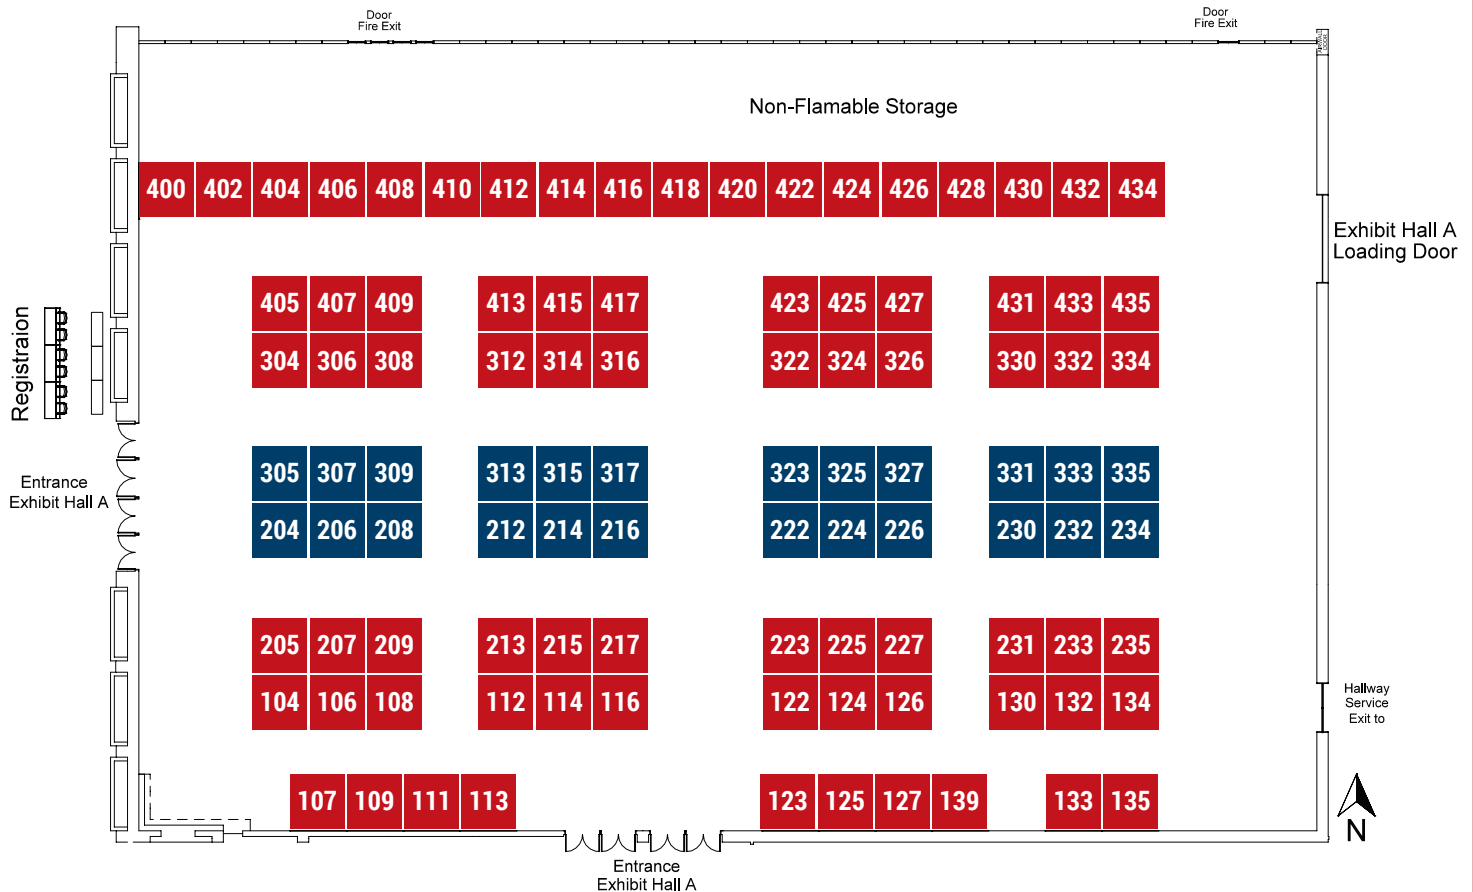 Door
Fire Exit
Door
Fire Exit
Non-Flamable Storage
400 402 404 406 408 410 412 414 416 418 420 422 424 426 428 430 432 434
Exhibit Hall A
Loading Door
405 407 409 413 415 417 423 425 427 431 433 435
304 306 308 312 314 316 322 324 326 330 332 334
Registraion
305 307 309 313 315 317 323 325 327 331 333 335
Entrance
Exhibit Hall A
204 206 208 212 214 216 222 224 226 230 232 234
205 207 209 213 215 217 223 225 227 231 233 235
104 106 108 112 114 116 122 124 126 130 132 134
Hallway
Service
Exit to
107 109 111 113 123 125 127 139 133 135
N
Entrance
Exhibit Hall A